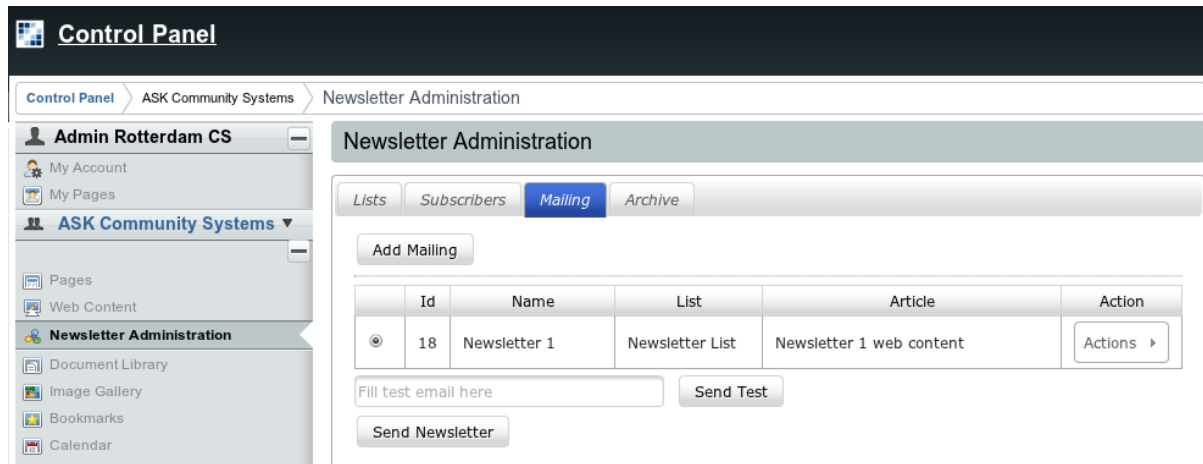 Control Panel
Control Panel ASK Community Systems Newsletter Administration
Admin Rotterdam CS
My Account
My Pages
ASK Community Systems
Pages
Web Content
Newsletter Administration
Document Library
Image Gallery
Bookmarks
Calendar
Newsletter Administration
Lists Subscribers Mailing Archive
Add Mailing
Id Name List Article Action
18 Newsletter 1 Newsletter List Newsletter 1 web content Actions
Fill test email here Send Test
Send Newsletter